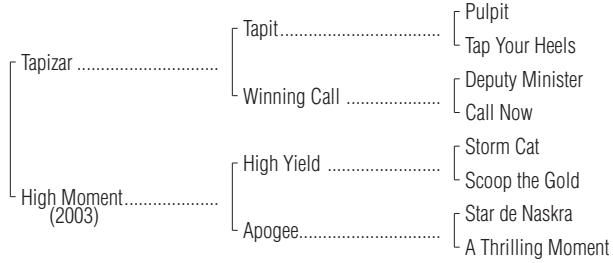 Pulpit
Tapit
Tap Your Heels
Tapizar
Deputy Minister
Winning Call
Call Now
Storm Cat
High Yield
Scoop the Gold
High Moment
(2003)
Star de Naskra
Apogee
A Thrilling Moment